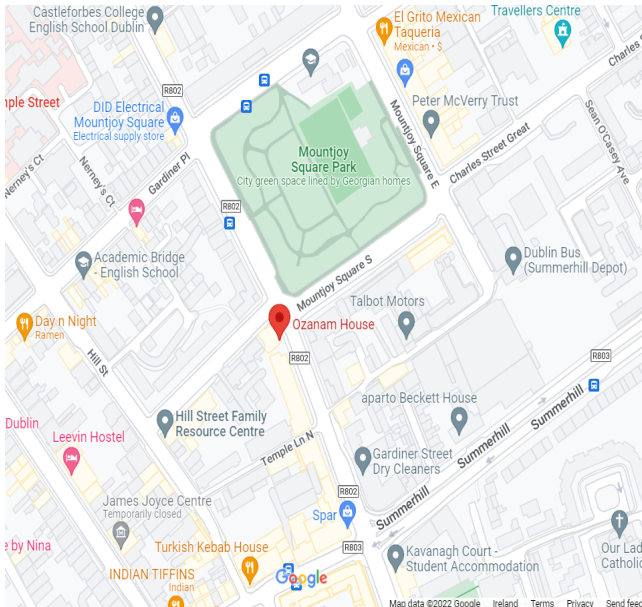 Castleforbes College
English School Dublin
El Grito Mexican
Taqueria
Mexican • $
Travellers Centre
Charles S
R802
nple Street
DID Electrical
Mountjoy Square
Electrical supply store
Peter McVerry Trust
Sean O'Casey Ave
Mountjoy
Square Park
City green space lined by Georgian homes
Mountjoy Square E
Charles Street Great
Nerney's Ct
Nerney's Ct
Gardiner Pl
R802
Academic Bridge
- English School
Dublin Bus
(Summerhill Depot)
Mountjoy Square S
Talbot Motors
Ozanam House
Day n Night
Ramen
Hill St
R802
R803
aparto Beckett House
Summerhill
Summerhill
Summerhill
Dublin
Hill Street Family
Resource Centre
Leevin Hostel
Temple Ln N
Gardiner Street
Dry Cleaners
R802
James Joyce Centre
Temporarily closed
Spar
R803
e by Nina
Turkish Kebab House
Kavanagh Court -
Student Accommodation
Our Lad
Catholic
INDIAN TIFFINS
Indian
Google
Map data ©2022 Google Ireland Terms Privacy Send feed